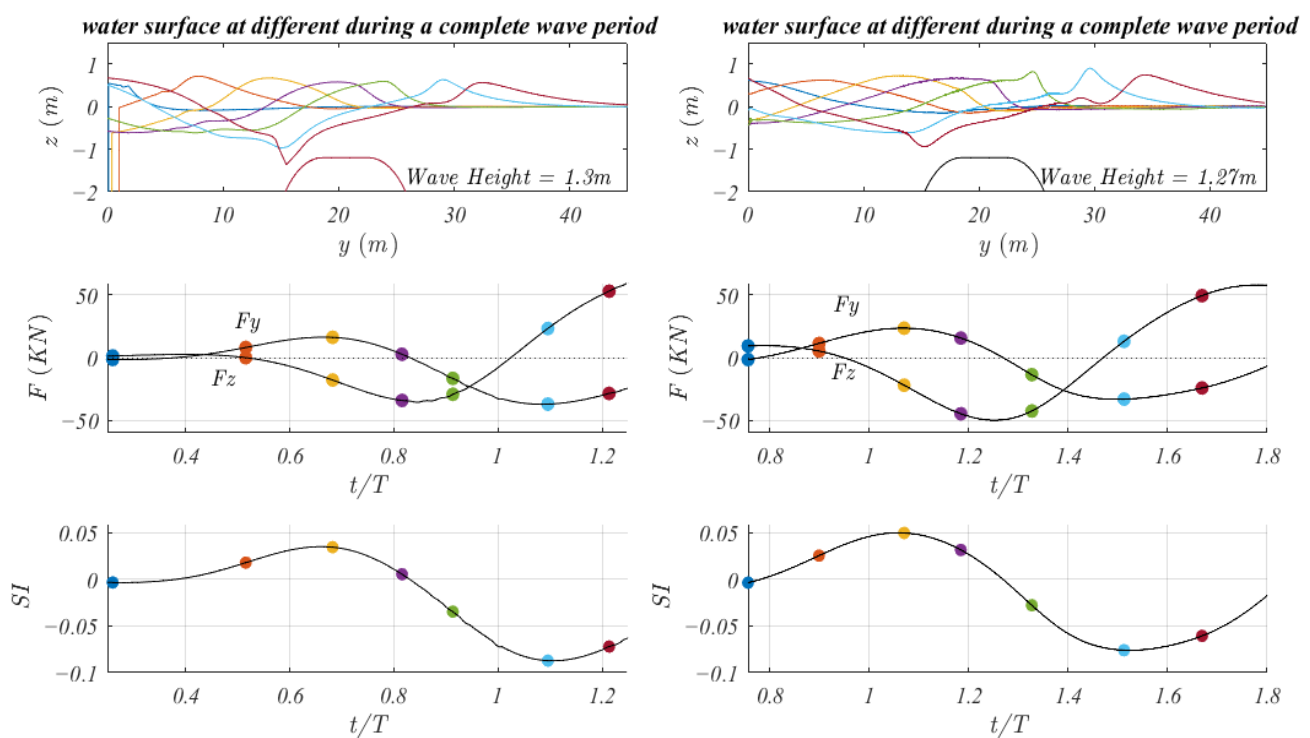 water surface at different during a complete wave period
1
0
−1
−2
z (m)
Wave Height = 1.3m
0 10 20 30 40
y (m)
water surface at different during a complete wave period
1
0
−1
−2
z (m)
Wave Height = 1.27m
0 10 20 30 40
y (m)
50
0
−50
F (KN)
Fy
Fz
0.4 0.6 0.8 1 1.2
t/T
50
0
−50
F (KN)
Fy
Fz
0.8 1 1.2 1.4 1.6 1.8
t/T
0.05
0
−0.05
−0.1
SI
0.4 0.6 0.8 1 1.2
t/T
0.05
0
−0.05
−0.1
SI
0.8 1 1.2 1.4 1.6 1.8
t/T